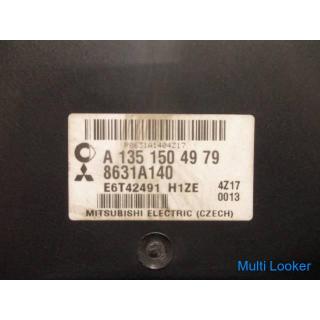 P8631A1404Z17
A 135 150 49 79
8631A140
E6T42491 H1ZE
4Z17
0013
MITSUBISHI ELECTRIC (CZECH)
Multi Looker